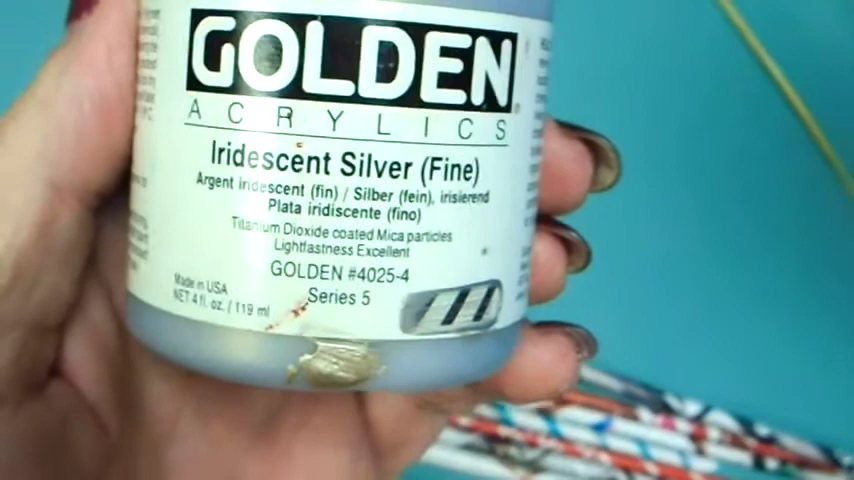 GOLDEN
ACRYLICS
Iridescent Silver (Fine)
Argent iridescent (fin) / Silber (fein), irisierend
Plata iridiscente (fino)
Titanium Dioxide coated Mica particles
Lightfastness Excellent
GOLDEN #4025-4
Series 5
Made in USA
NET 4 fl. oz. / 119 ml